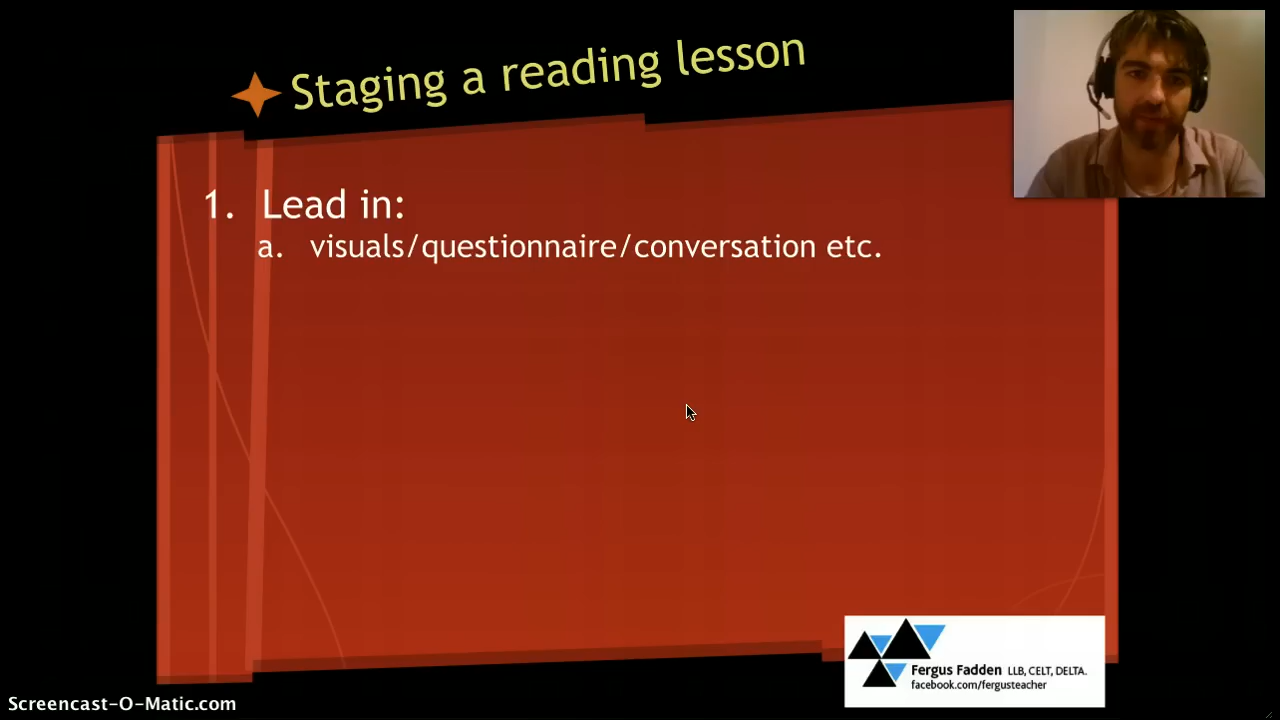 Staging a reading lesson
1. Lead in:
a. visuals/questionnaire/conversation etc.
Fergus Fadden LLB, CELT, DELTA.
facebook.com/fergusteacher
Screencast-O-Matic.com